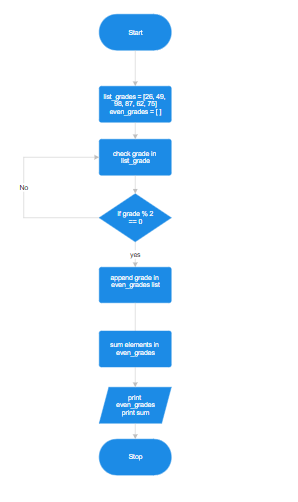 Start
list_grades = [26, 49,
98, 87, 62, 75]
even_grades = [ ]
check grade in
list_grade
No
if grade % 2
== 0
yes
append grade in
even_grades list
sum elements in
even_grades
print
even_grades
print sum
Stop